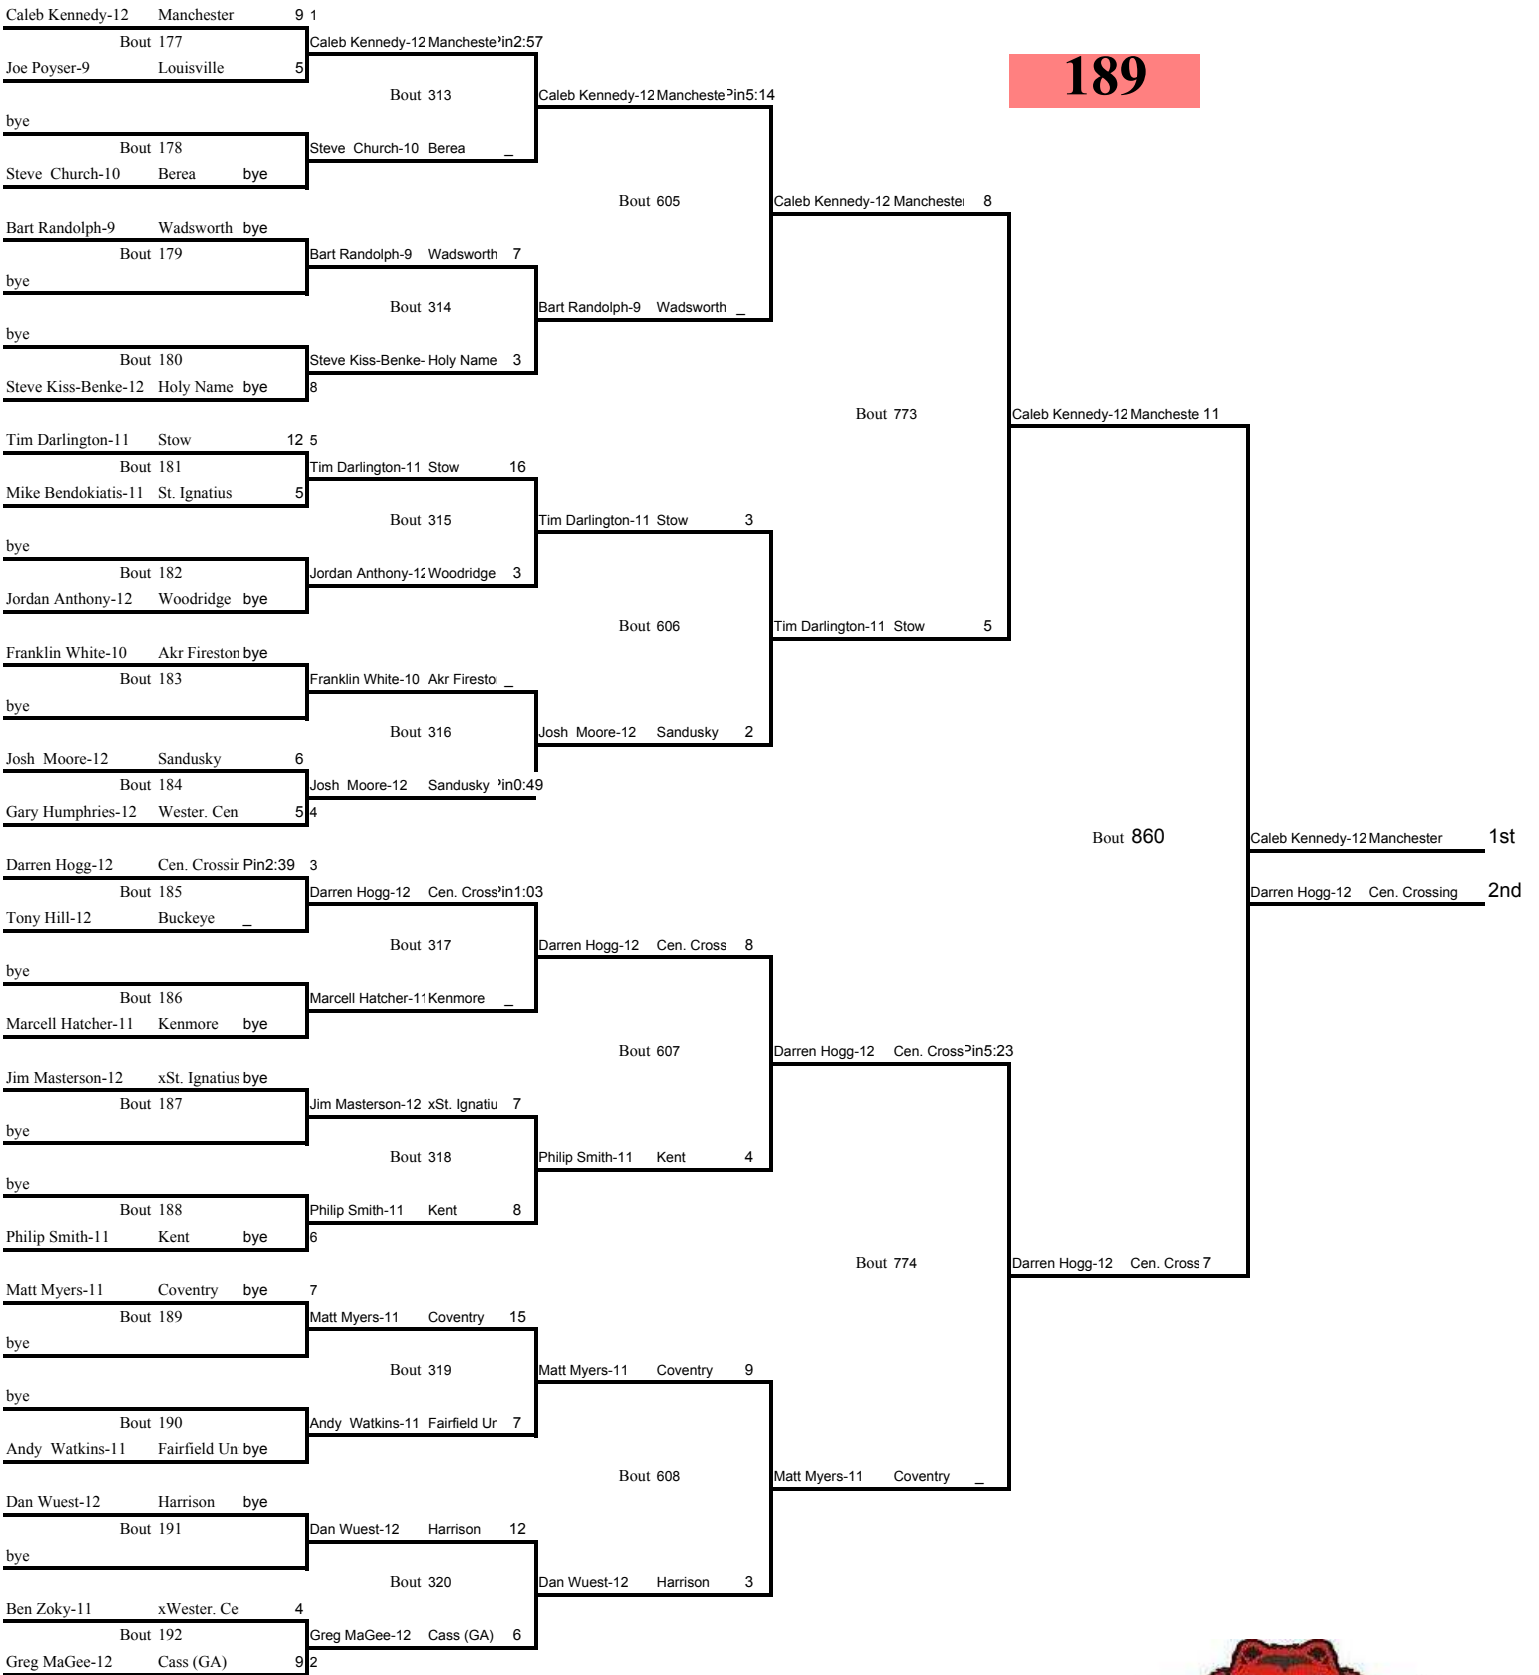 Caleb Kennedy-12 Manchester 9 1
Bout 177 Caleb Kennedy-12 Mancheste Pin2:57
Joe Poyser-9 Louisville 5
189
Bout 313 Caleb Kennedy-12 Mancheste Pin5:14
bye
Bout 178 Steve Church-10 Berea _
Steve Church-10 Berea bye
Bout 605 Caleb Kennedy-12 Manchester 8
Bart Randolph-9 Wadsworth bye
Bout 179 Bart Randolph-9 Wadsworth 7
bye
Bout 314 Bart Randolph-9 Wadsworth _
bye
Bout 180 Steve Kiss-Benke- Holy Name 3
Steve Kiss-Benke-12 Holy Name bye 8
Bout 773 Caleb Kennedy-12 Mancheste 11
Tim Darlington-11 Stow 12 5
Bout 181 Tim Darlington-11 Stow 16
Mike Bendokiatis-11 St. Ignatius 5
Bout 315 Tim Darlington-11 Stow 3
bye
Bout 182 Jordan Anthony-12 Woodridge 3
Jordan Anthony-12 Woodridge bye
Bout 606 Tim Darlington-11 Stow 5
Franklin White-10 Akr Fireston bye
Bout 183 Franklin White-10 Akr Firesto _
bye
Bout 316 Josh Moore-12 Sandusky 2
Josh Moore-12 Sandusky 6
Bout 184 Josh Moore-12 Sandusky Pin0:49
Gary Humphries-12 Wester. Cen 5 4
Bout 860 Caleb Kennedy-12 Manchester 1st
Darren Hogg-12 Cen. Crossin Pin2:39 3
Bout 185 Darren Hogg-12 Cen. Cross Pin1:03 Darren Hogg-12 Cen. Crossing 2nd
Tony Hill-12 Buckeye _
Bout 317 Darren Hogg-12 Cen. Cross 8
bye
Bout 186 Marcell Hatcher-11 Kenmore _
Marcell Hatcher-11 Kenmore bye
Bout 607 Darren Hogg-12 Cen. Cross Pin5:23
Jim Masterson-12 xSt. Ignatius bye
Bout 187 Jim Masterson-12 xSt. Ignatiu 7
bye
Bout 318 Philip Smith-11 Kent 4
bye
Bout 188 Philip Smith-11 Kent 8
Philip Smith-11 Kent bye 6
Bout 774 Darren Hogg-12 Cen. Cross 7
Matt Myers-11 Coventry bye 7
Bout 189 Matt Myers-11 Coventry 15
bye
Bout 319 Matt Myers-11 Coventry 9
bye
Bout 190 Andy Watkins-11 Fairfield Un 7
Andy Watkins-11 Fairfield Un bye
Bout 608 Matt Myers-11 Coventry _
Dan Wuest-12 Harrison bye
Bout 191 Dan Wuest-12 Harrison 12
bye
Bout 320 Dan Wuest-12 Harrison 3
Ben Zoky-11 xWester. Ce 4
Bout 192 Greg MaGee-12 Cass (GA) 6
Greg MaGee-12 Cass (GA) 9 2